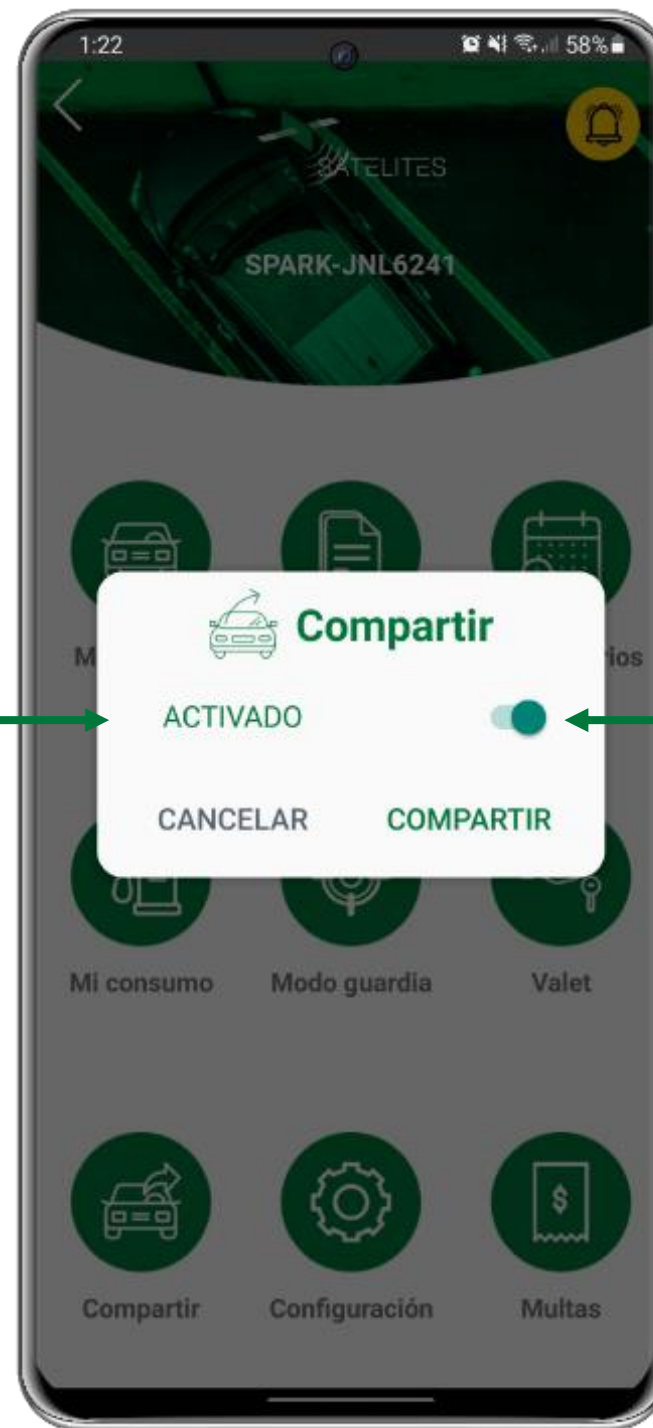 1:22
58%
SATELITES
SPARK-JNL6241
Compartir
ACTIVADO
CANCELAR
COMPARTIR
Mi consumo
Modo guardia
Valet
Compartir
Configuración
$
Multas